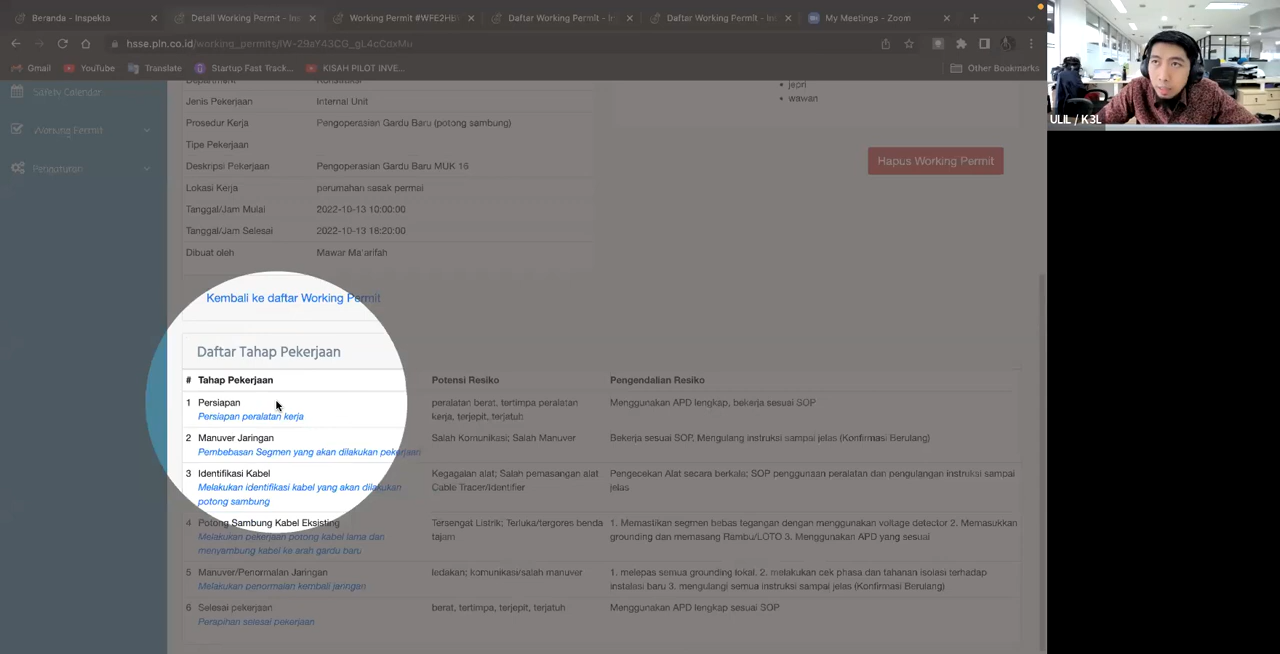 Beranda - Inspekta
Detail Working Permit - Ins
Working Permit #WFE2H
Daftar Working Permit - In
Daftar Working Permit - Ins
My Meetings - Zoom
hsse.pln.co.id/working_permits/
Gmail
YouTube
Translate
Startup Fast Track...
KISAH PILOT INVE...
Other Bookmarks
ULIL / K3L
Safety Calendar
Working Permit
Pengaturan
jepri
wawan
Hapus Working Permit
Jenis Pekerjaan Internal Unit
Prosedur Kerja Pengoperasian Gardu Baru (potong sambung)
Tipe Pekerjaan
Deskripsi Pekerjaan Pengoperasian Gardu Baru MUK 16
Lokasi Kerja perumahan sasak permai
Tanggal/Jam Mulai 2022-10-13 10:00:00
Tanggal/Jam Selesai 2022-10-13 16:20:00
Dibuat oleh Mawar Ma'arifah
Kembali ke daftar Working Permit
Daftar Tahap Pekerjaan
# Tahap Pekerjaan Potensi Resiko Pengendalian Resiko
1 Persiapan peralatan berat, tertimpa peralatan Menggunakan APD lengkap, bekerja sesuai SOP
Persiapan peralatan kerja kerja, terjepit, terjatuh
2 Manuver Jaringan Salah Komunikasi; Salah Manuver Bekerja sesuai SOP, Mengulang instruksi sampai jelas (Konfirmasi Berulang)
Pembebasan Segmen yang akan dilakukan pekerjaan
3 Identifikasi Kabel Kegagalan alat; Salah pemasangan alat Pengecekan Alat secara berkala; SOP penggunaan peralatan dan pengulangan instruksi sampai
Melakukan identifikasi kabel yang akan dilakukan Cable Tracer/Identifier jelas
potong sambung
4 Potong Sambung Kabel Eksisting Tersengat Listrik; Terluka/tergores benda 1. Memastikan segmen bebas tegangan dengan menggunakan voltage detector 2. Memasukkan
Melakukan pekerjaan potong kabel lama dan tajam grounding dan memasang Rambu/LOTO 3. Menggunakan APD yang sesuai
menyambung kabel ke arah gardu baru
5 Manuver/Penormalan Jaringan ledakan; komunikasi/salah manuver 1. melepas semua grounding lokal. 2. melakukan cek phasa dan tahanan isolasi terhadap
Melakukan penormalan kembali jaringan instalasi baru 3. mengulangi semua instruksi sampai jelas (Konfirmasi Berulang)
6 Selesai pekerjaan berat, tertimpa, terjepit, terjatuh Menggunakan APD lengkap sesuai SOP
Perapihan selesai pekerjaan